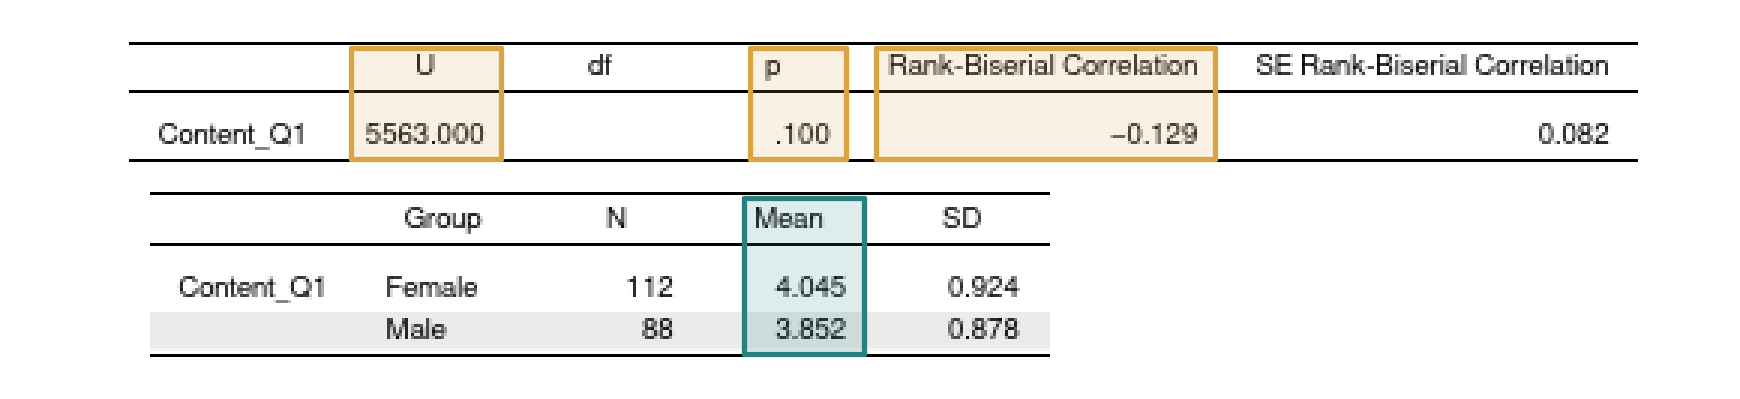 U df p Rank-Biserial Correlation SE Rank-Biserial Correlation
Content_Q1 5563.000 .100 −0.129 0.082
Group N Mean SD
Content_Q1 Female 112 4.045 0.924
Male 88 3.852 0.878